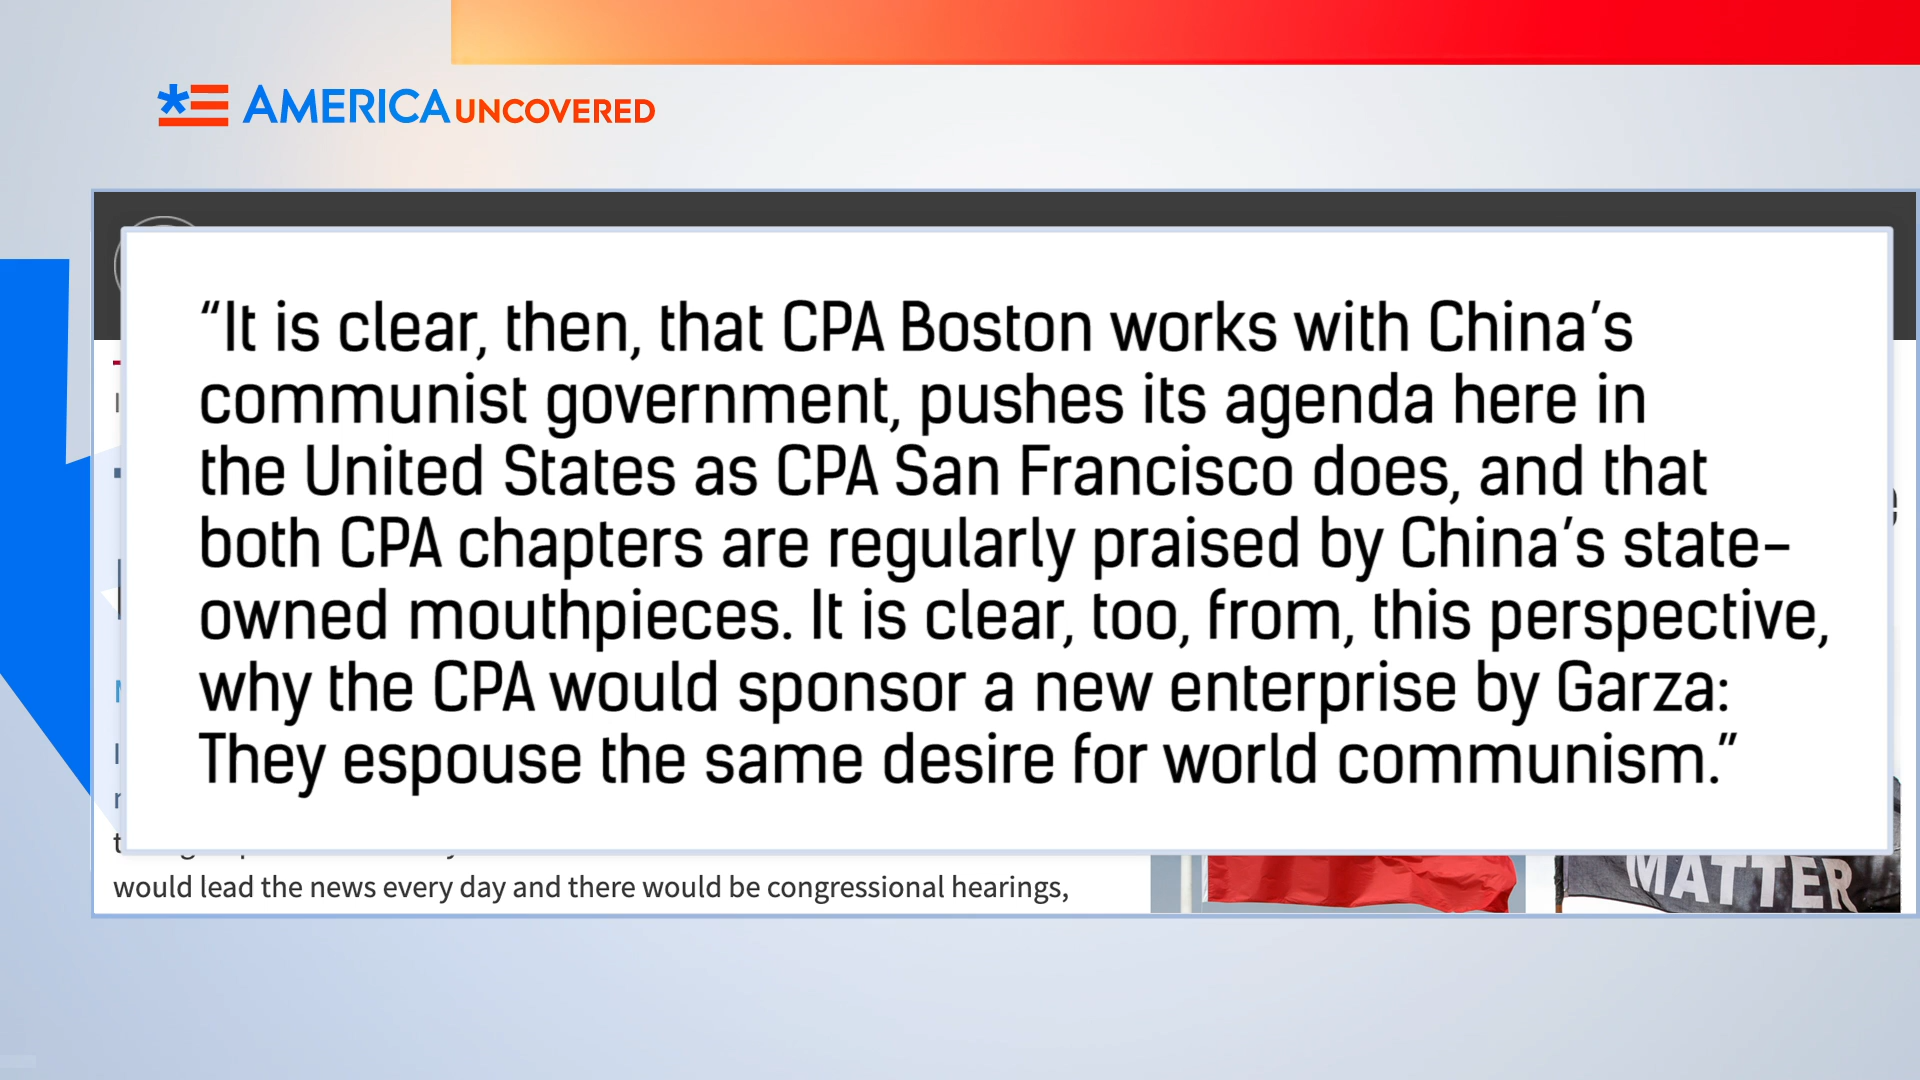 AMERICA UNCOVERED
“It is clear, then, that CPA Boston works with China’s
communist government, pushes its agenda here in
the United States as CPA San Francisco does, and that
both CPA chapters are regularly praised by China’s state–
owned mouthpieces. It is clear, too, from, this perspective,
why the CPA would sponsor a new enterprise by Garza:
They espouse the same desire for world communism.”
would lead the news every day and there would be congressional hearings,
MATTER